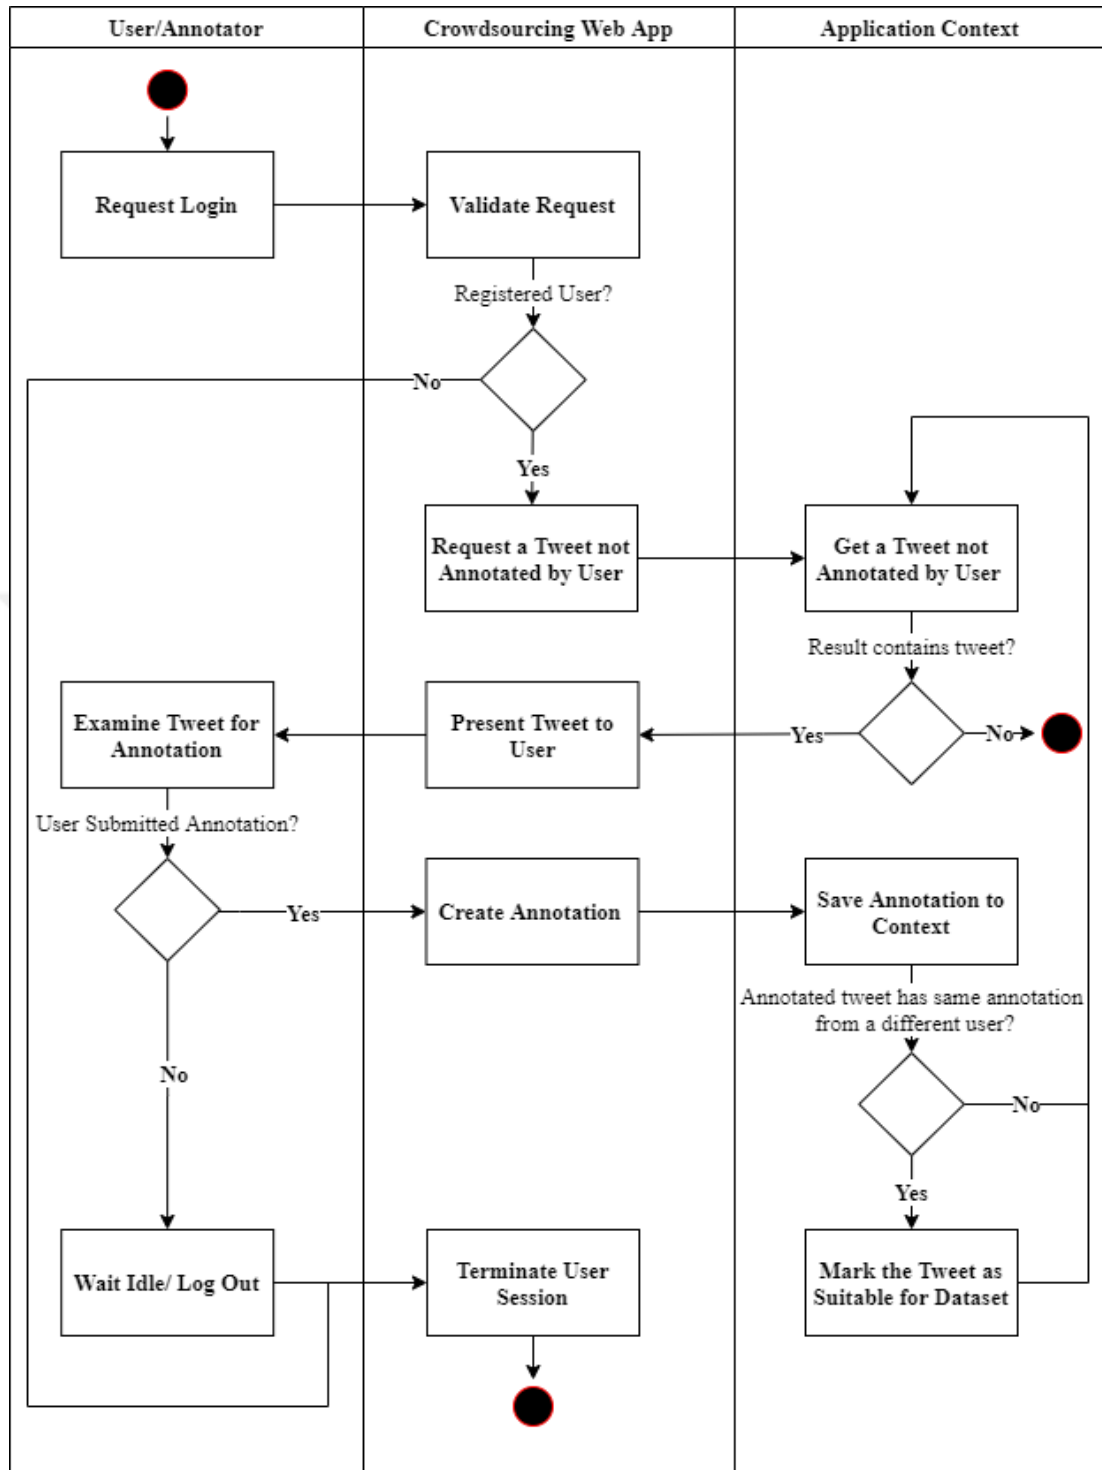 User/Annotator
Crowdsourcing Web App
Application Context
Request Login
Validate Request
Registered User?
No
Yes
Request a Tweet not
Annotated by User
Get a Tweet not
Annotated by User
Result contains tweet?
Examine Tweet for
Annotation
Present Tweet to
User
Yes
No
User Submitted Annotation?
Yes
Create Annotation
Save Annotation to
Context
Annotated tweet has same annotation
from a different user?
No
No
Yes
Wait Idle/ Log Out
Terminate User
Session
Mark the Tweet as
Suitable for Dataset